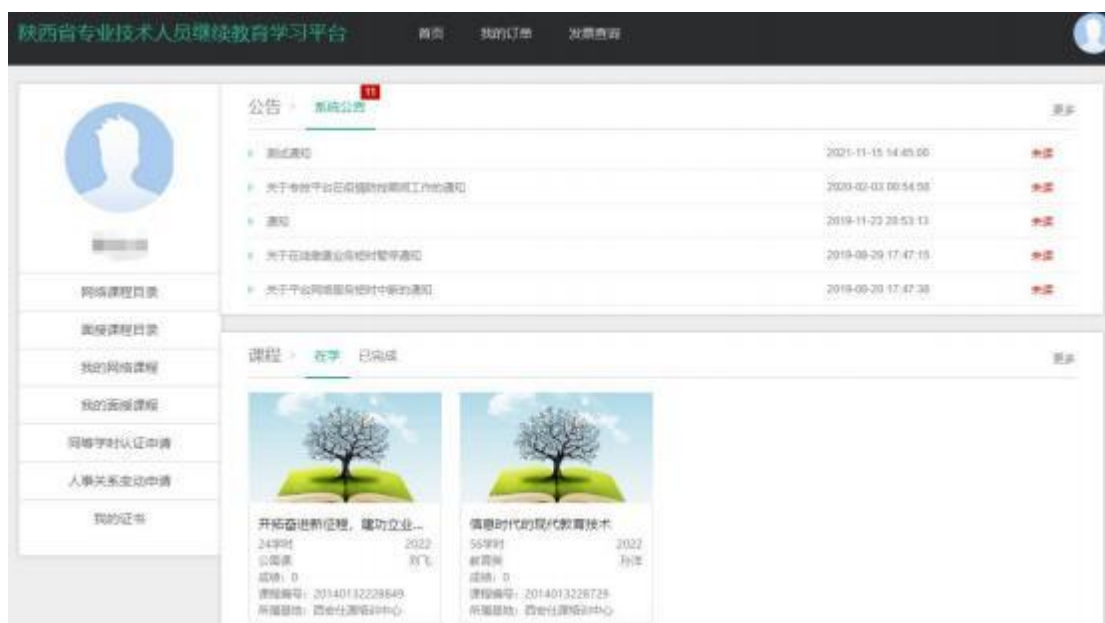 陕西省专业技术人员继续教育学习平台
首页 我的订单 发票查询
公告 系统公告 11 更多
测试通知 2021-11-15 14:45:00 未读
关于专技平台在疫情防控期间工作的通知 2020-02-03 00:54:58 未读
通知 2019-11-23 20:53:13 未读
关于在线缴费业务短时暂停通知 2019-08-29 17:47:15 未读
关于平台网络服务短时中断的通知 2019-08-20 17:47:38 未读
网络课程目录
面授课程目录
我的网络课程
我的面授课程
同等学时认证申请
人事关系变动申请
我的证书
课程 在学 已完成 更多
开拓奋进新征程，建功立业...
24学时 2022
公需课 刘飞
成绩：0
课程编号：20140132228849
所属基地：西安仕源培训中心
信息时代的现代教育技术
56学时 2022
教育类 孙洋
成绩：0
课程编号：2014013228729
所属基地：西安仕源培训中心